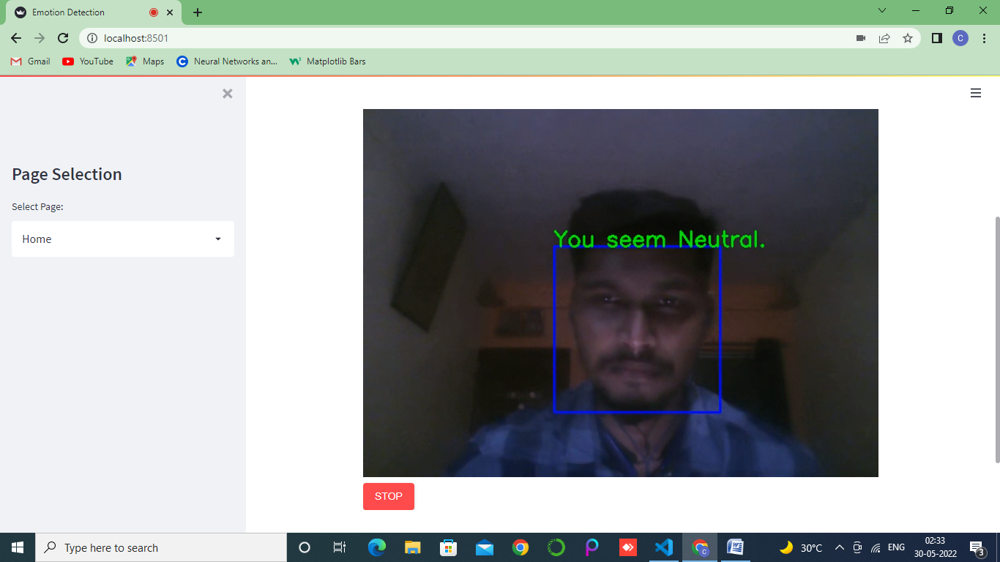 Emotion Detection
localhost:8501
C
Gmail
YouTube
Maps
Neural Networks an...
Matplotlib Bars
Page Selection
Select Page:
Home
You seem Neutral.
STOP
Type here to search
30°C
ENG
02:33
30-05-2022
3